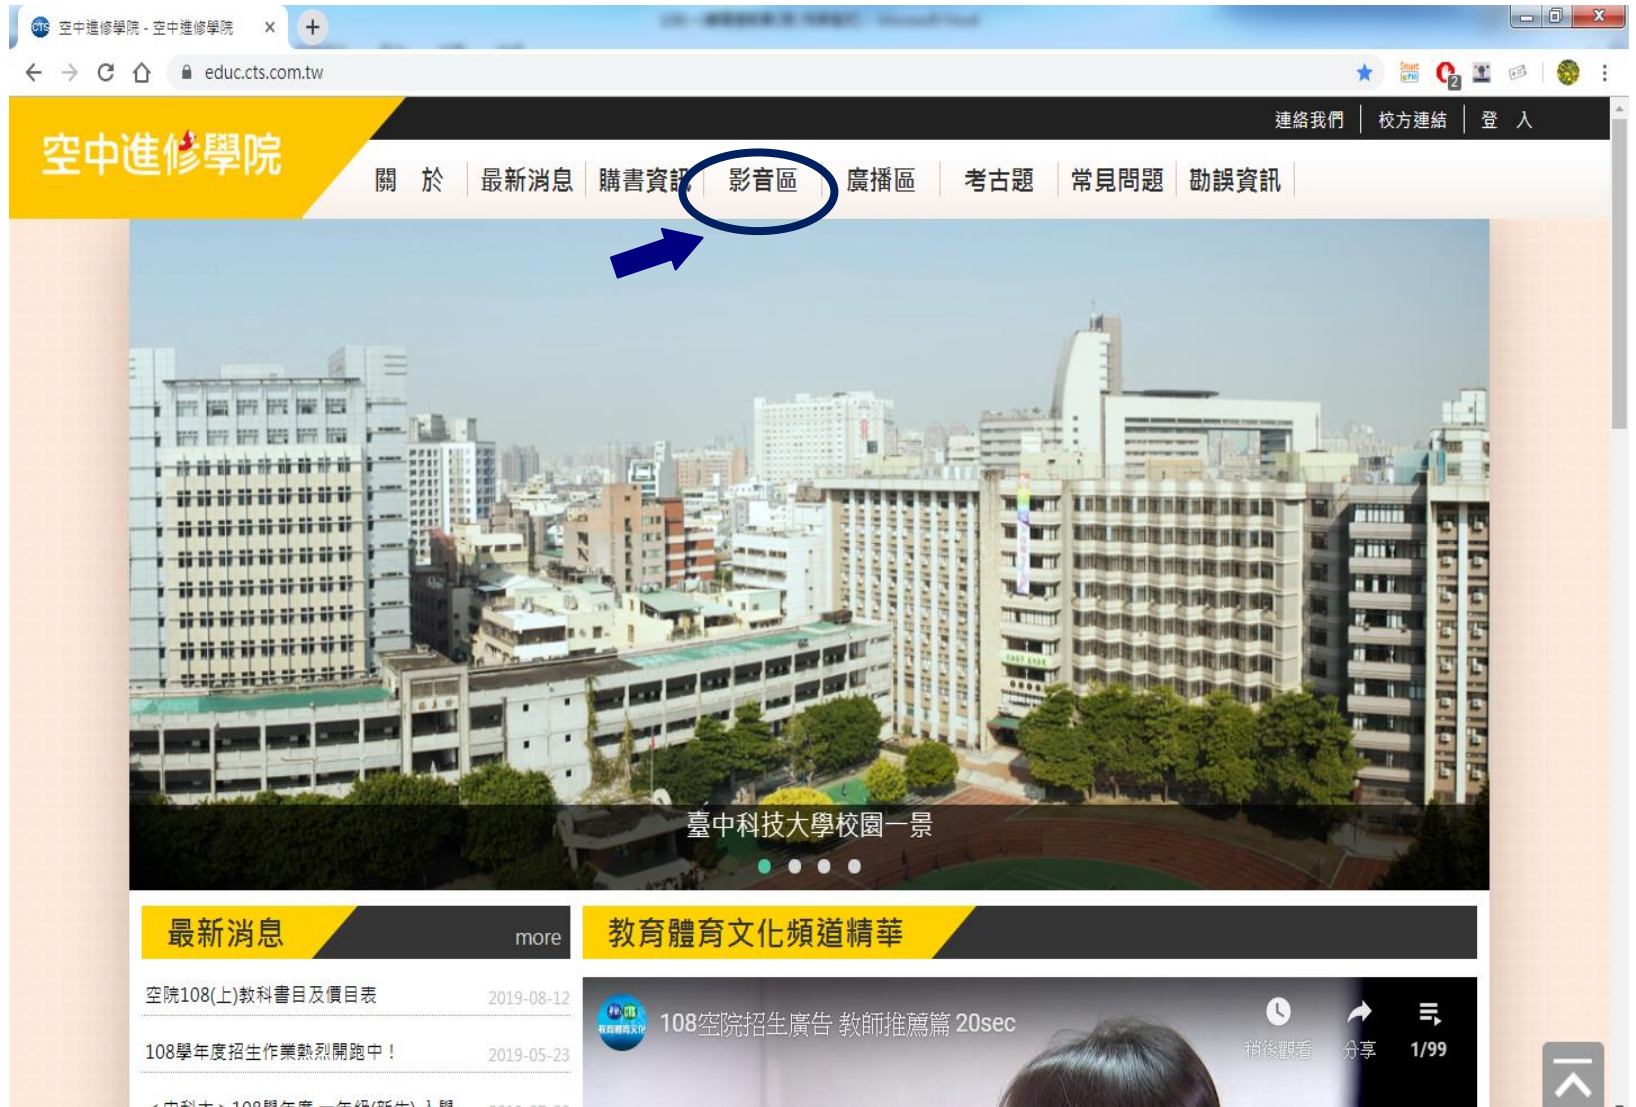 空中進修學院 - 空中進修學院
educ.cts.com.tw
2
連絡我們 校方連結 登 入
空中進修學院
關 於 最新消息 購書資訊 影音區 廣播區 考古題 常見問題 勘誤資訊
臺中科技大學校園一景
最新消息 more
空院108(上)教科書目及價目表 2019-08-12
108學年度招生作業熱烈開跑中！ 2019-05-23
教育體育文化頻道精華
108空院招生廣告 教師推薦篇 20sec
稍後觀看 分享 1/99